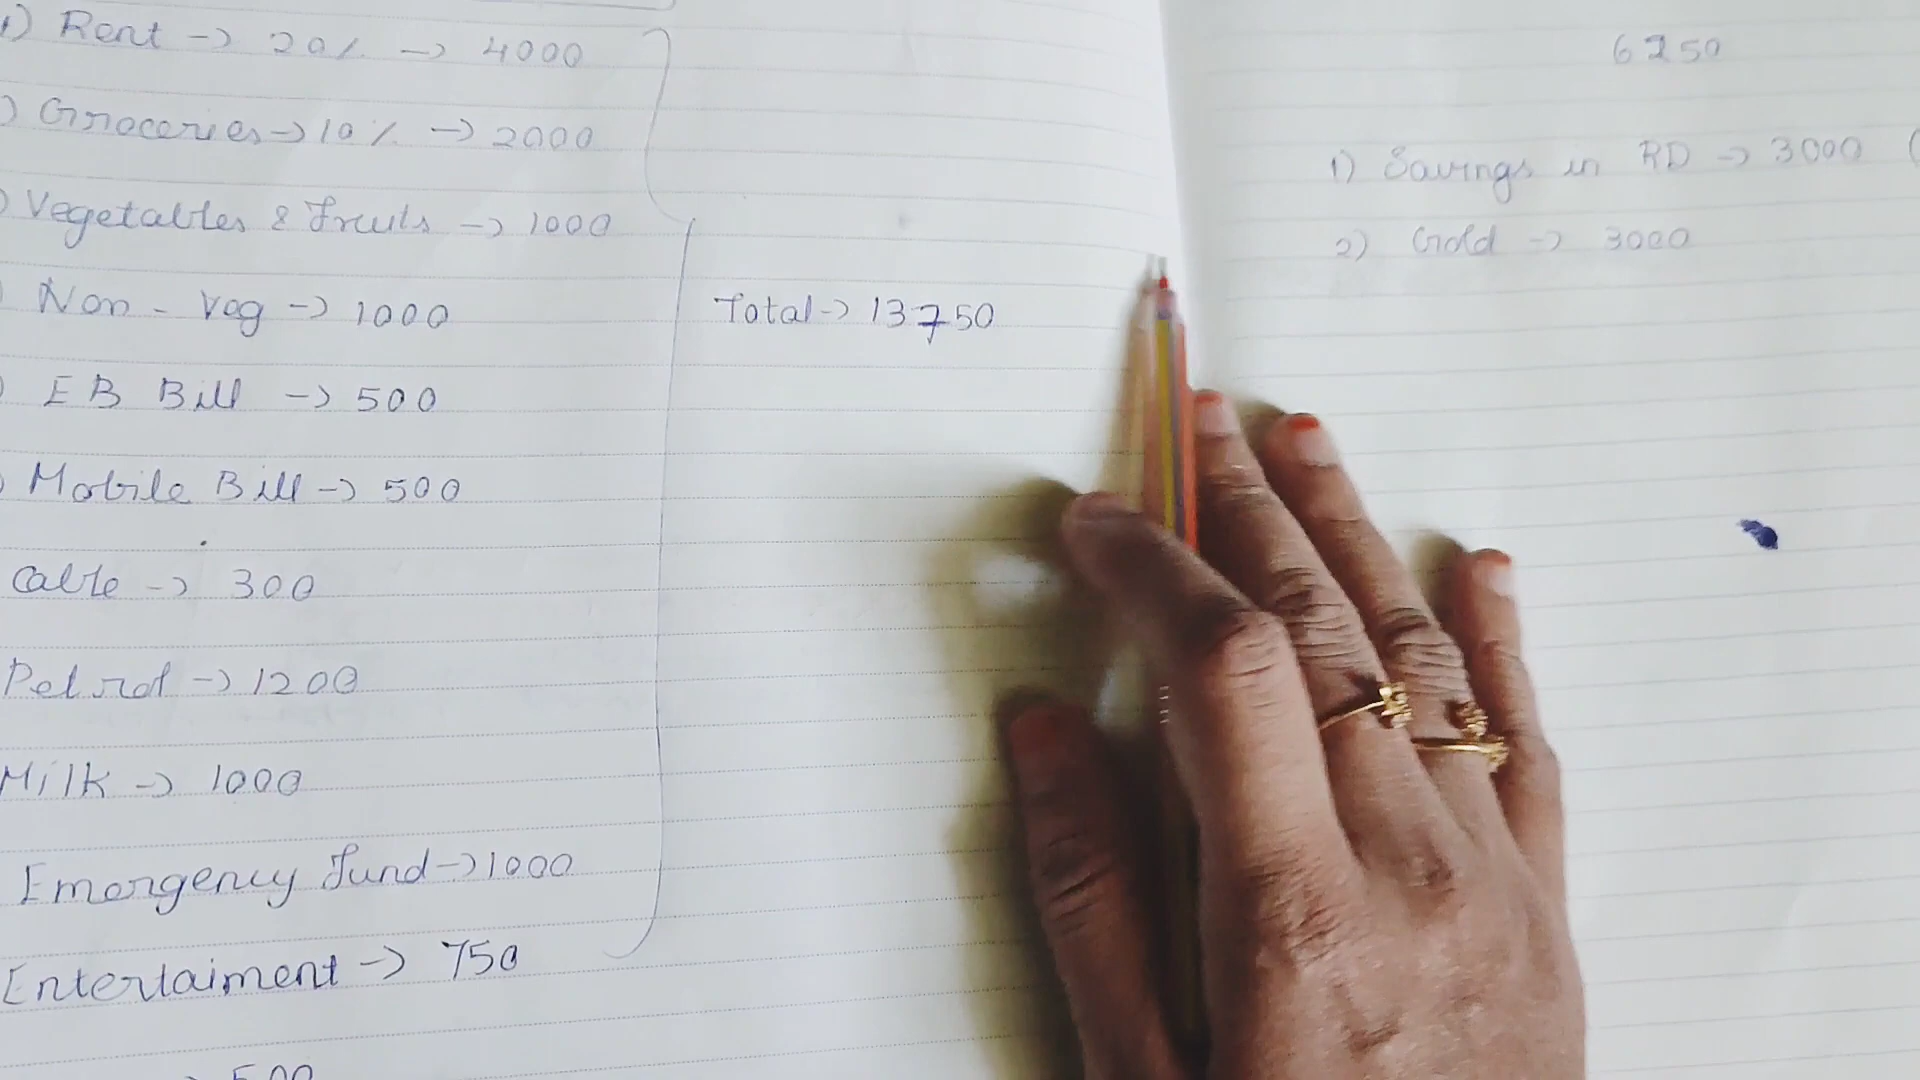 1) Rent -> 20% -> 4000
) Groceries -> 10% -> 2000
) Vegetables & Fruits -> 1000
) Non - Veg -> 1000
) EB Bill -> 500
) Mobile Bill -> 500
Cable -> 300
Petrol -> 1200
Milk -> 1000
Emergency Fund -> 1000
Entertaiment -> 750
-> 500
Total -> 13750
6250
1) Savings in RD -> 3000 (
2) Gold -> 3000